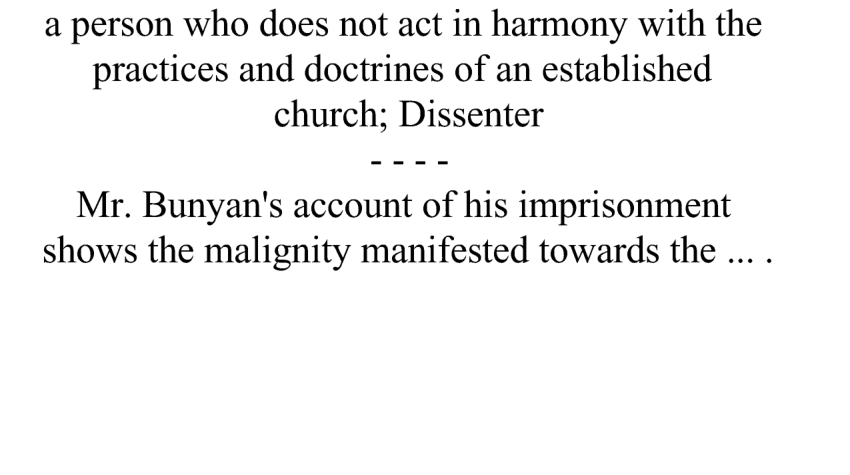 a person who does not act in harmony with the
practices and doctrines of an established
church; Dissenter
- - - -
Mr. Bunyan's account of his imprisonment
shows the malignity manifested towards the ... .